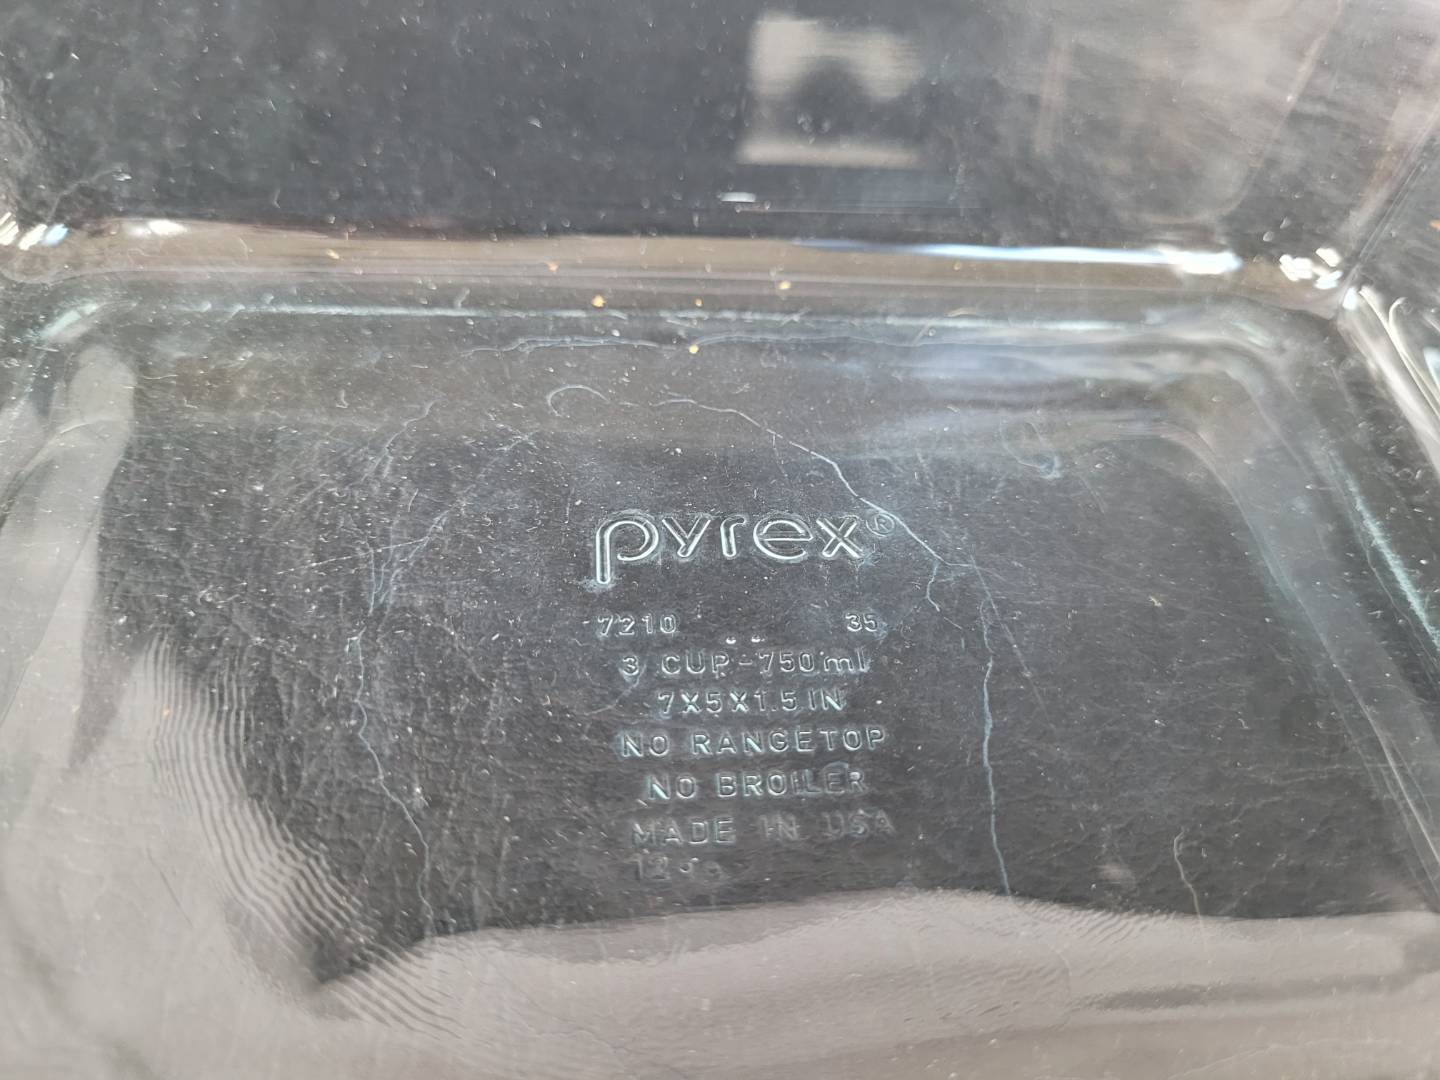 pyrex®
7210 35
3 CUP-750ml
7X5X1.5IN
NO RANGETOP
NO BROILER
MADE IN USA